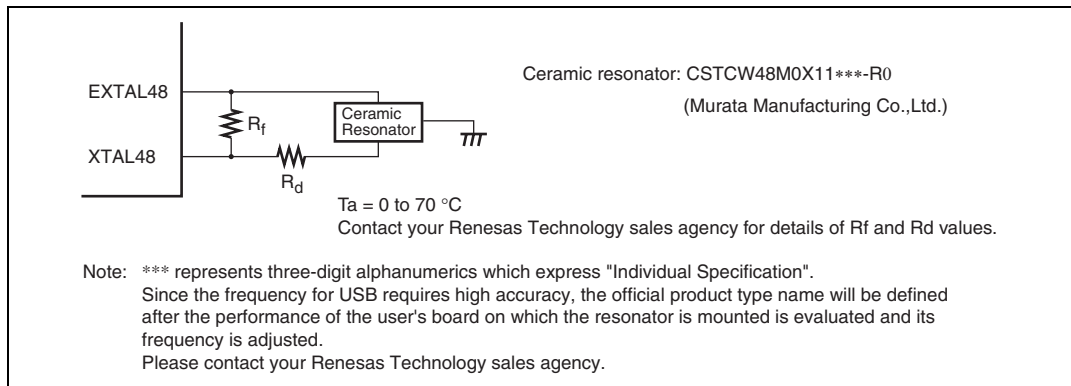 EXTAL48
XTAL48
Rf
Rd
Ceramic
Resonator
Ceramic resonator: CSTCW48M0X11***-R0
(Murata Manufacturing Co.,Ltd.)
Ta = 0 to 70 °C
Contact your Renesas Technology sales agency for details of Rf and Rd values.
Note: *** represents three-digit alphanumerics which express "Individual Specification".
Since the frequency for USB requires high accuracy, the official product type name will be defined
after the performance of the user's board on which the resonator is mounted is evaluated and its
frequency is adjusted.
Please contact your Renesas Technology sales agency.